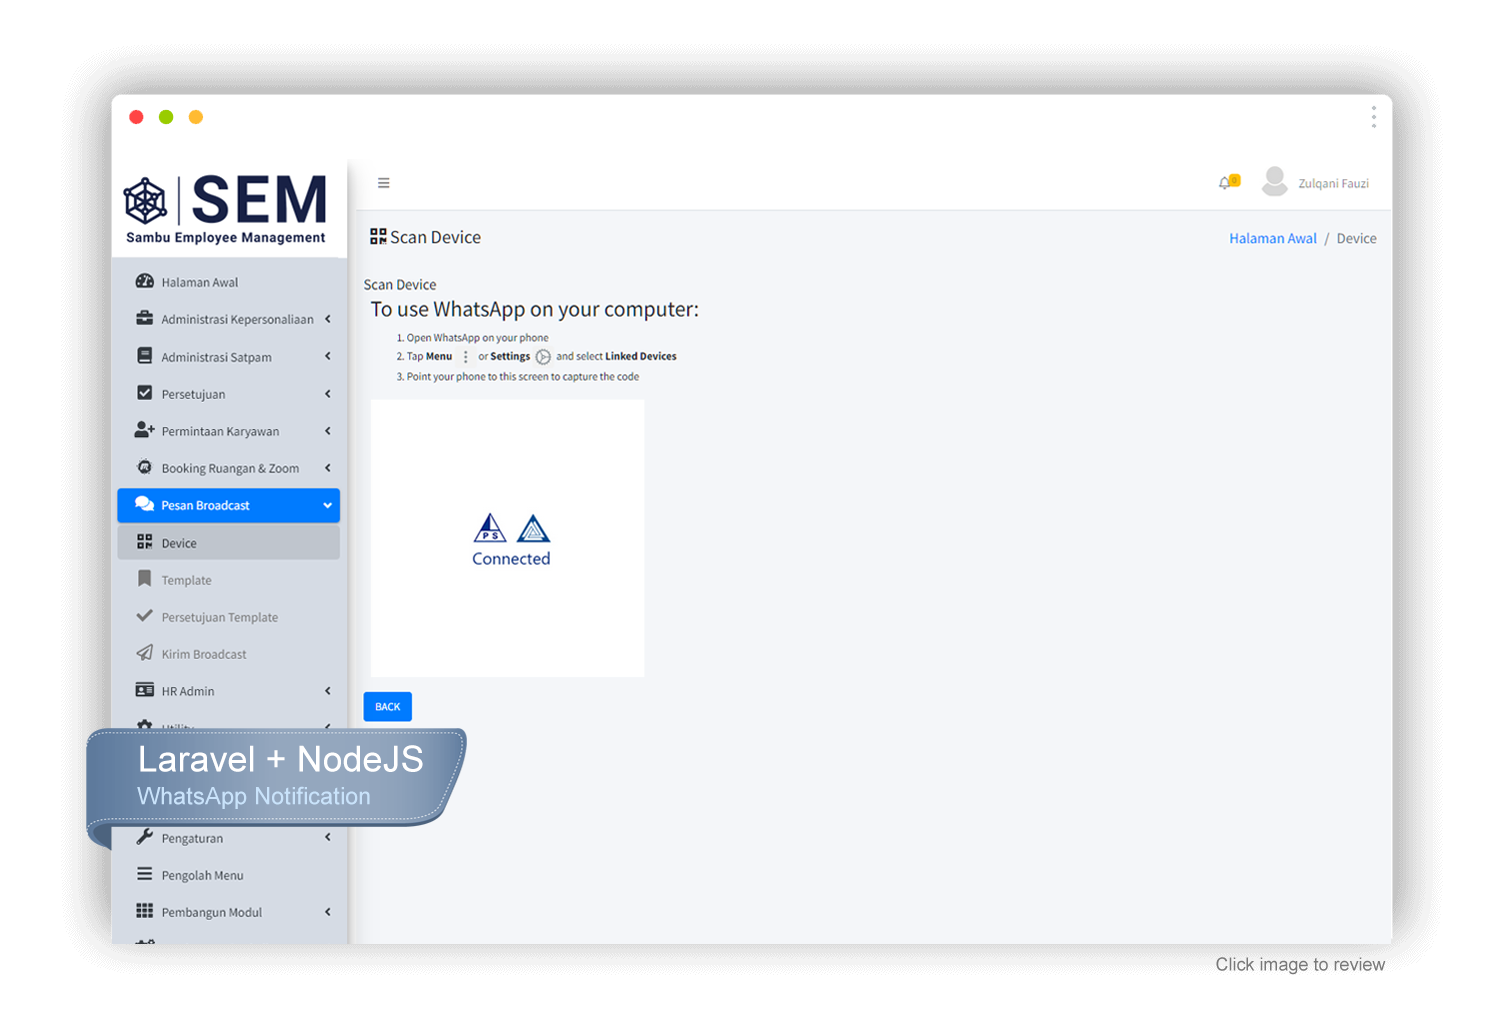 SEM
Sambu Employee Management
0
Zulqani Fauzi
Scan Device
Halaman Awal / Device
Halaman Awal
Administrasi Kepersonaliaan
Administrasi Satpam
Persetujuan
Permintaan Karyawan
Booking Ruangan & Zoom
Pesan Broadcast
Device
Template
Persetujuan Template
Kirim Broadcast
HR Admin
Utility
Laravel + NodeJS
WhatsApp Notification
Pengaturan
Pengolah Menu
Pembangun Modul
Scan Device
To use WhatsApp on your computer:
1. Open WhatsApp on your phone
2. Tap Menu or Settings and select Linked Devices
3. Point your phone to this screen to capture the code
PS
Connected
BACK
Click image to review